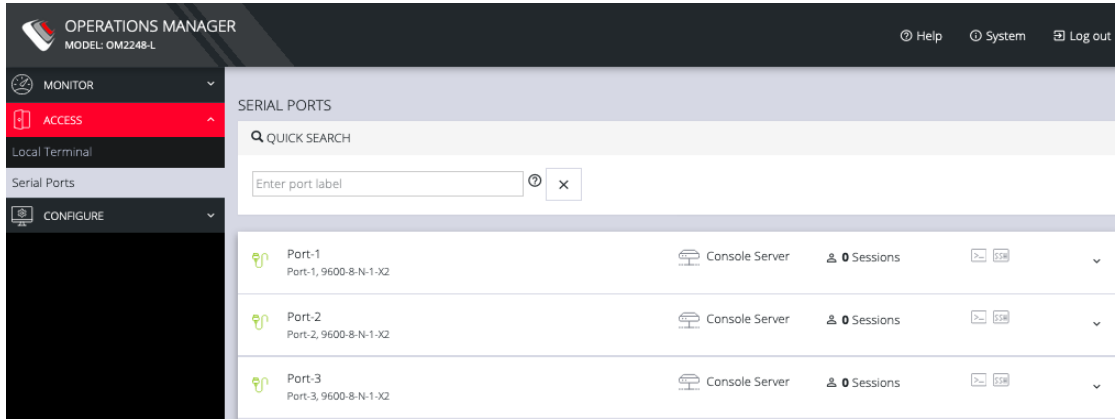 OPERATIONS MANAGER
MODEL: OM2248-L
Help
System
Log out
MONITOR
ACCESS
Local Terminal
Serial Ports
CONFIGURE
SERIAL PORTS
QUICK SEARCH
Enter port label
Port-1
Port-1, 9600-8-N-1-X2
Console Server
0 Sessions
SSH
Port-2
Port-2, 9600-8-N-1-X2
Console Server
0 Sessions
SSH
Port-3
Port-3, 9600-8-N-1-X2
Console Server
0 Sessions
SSH